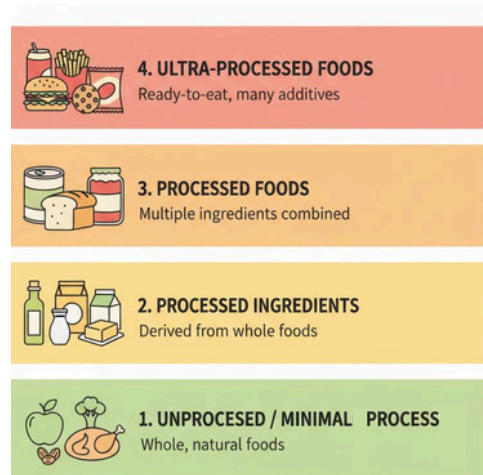 4. ULTRA-PROCESSED FOODS
Ready-to-eat, many additives
3. PROCESSED FOODS
Multiple ingredients combined
2. PROCESSED INGREDIENTS
Derived from whole foods
1. UNPROCESED / MINIMAL PROCESS
Whole, natural foods